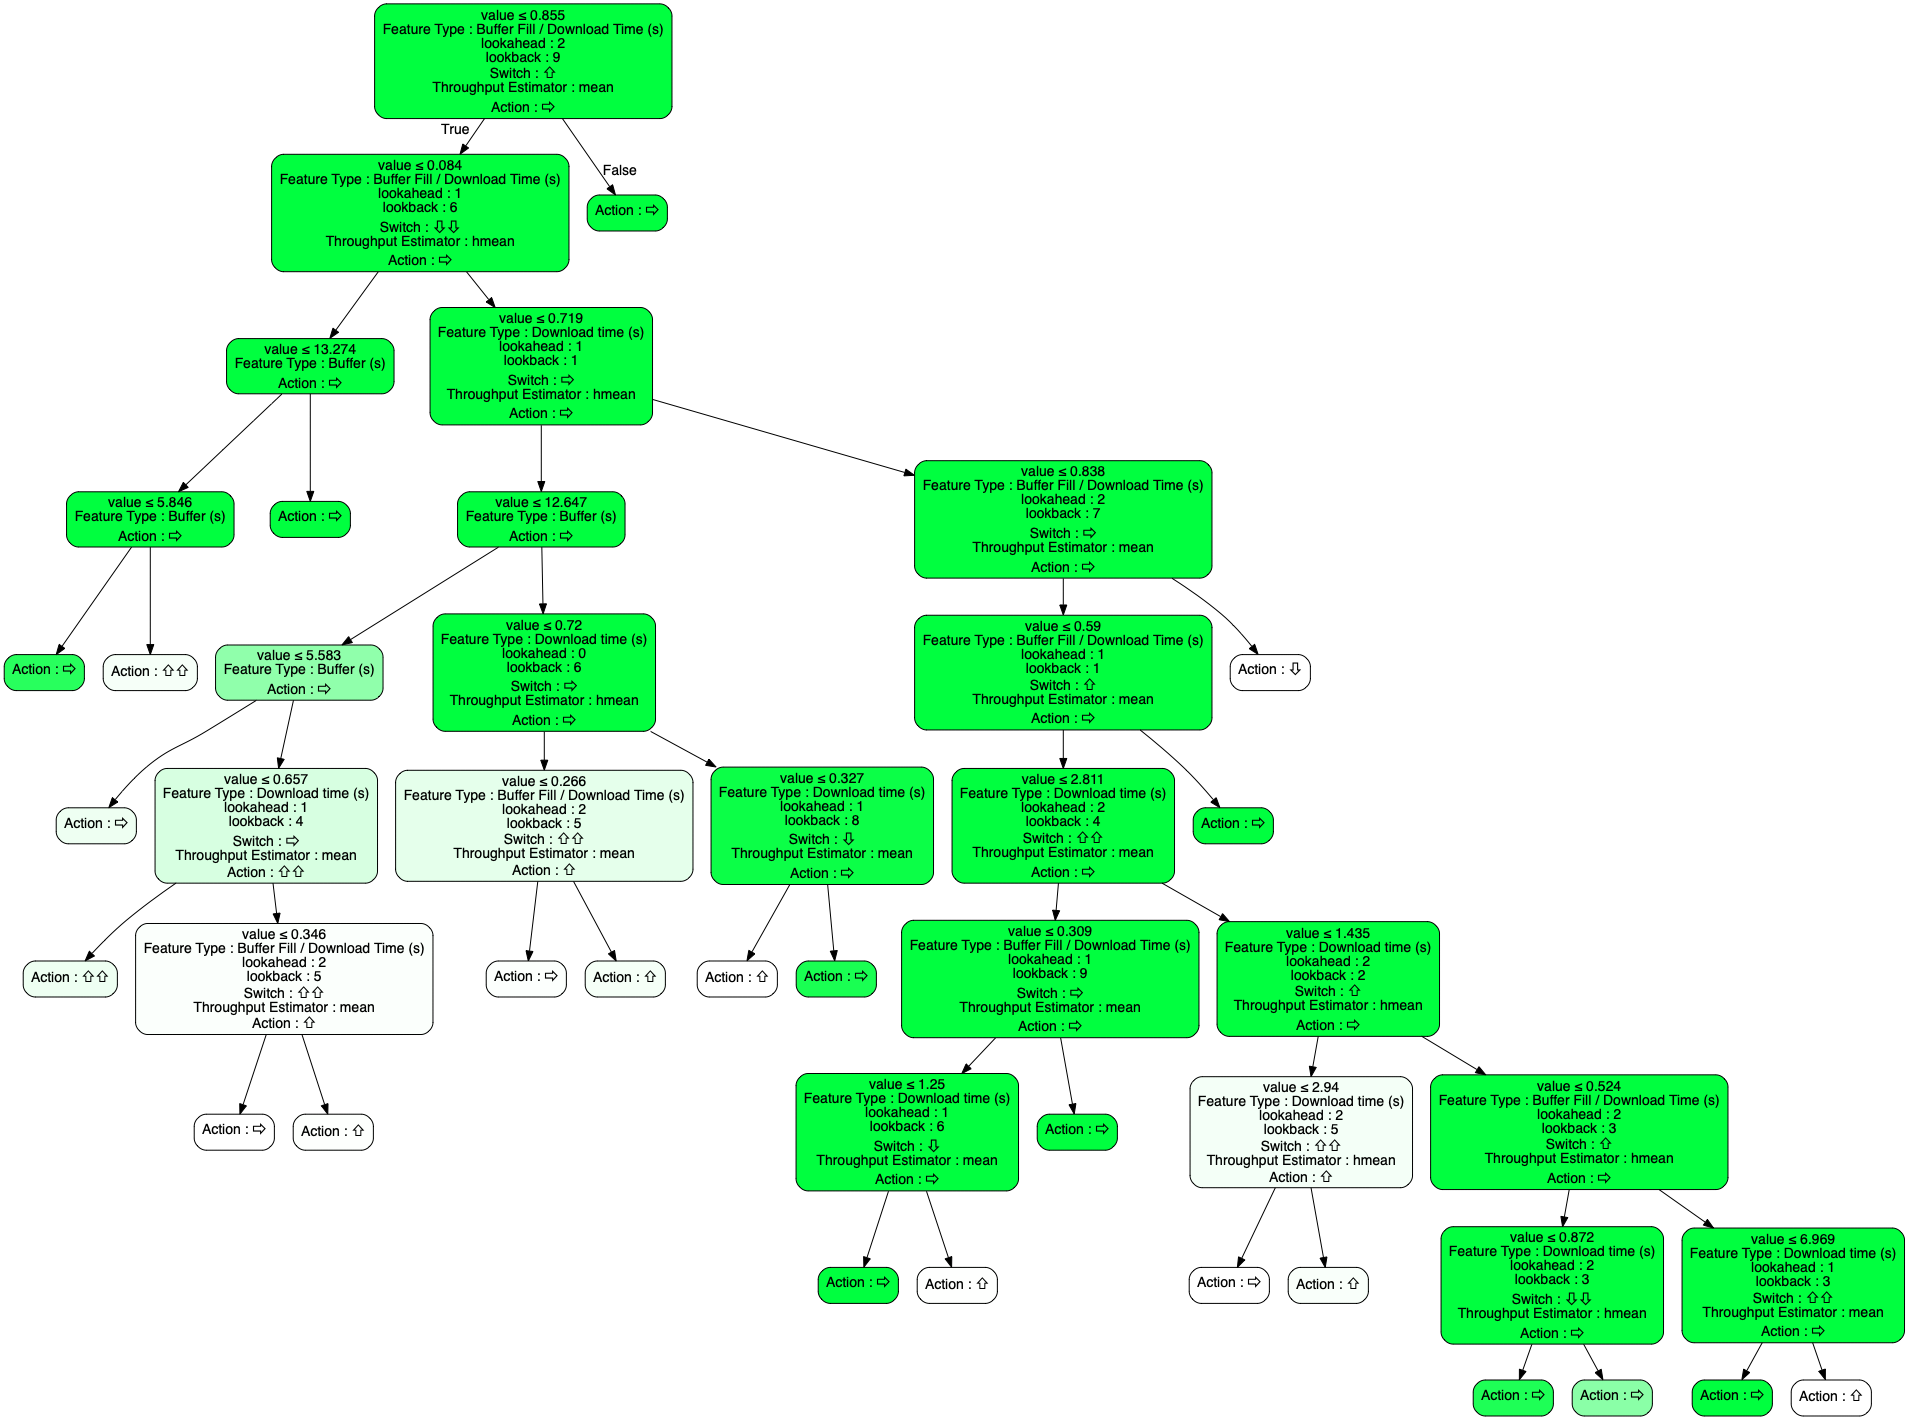 value ≤ 0.855
Feature Type : Buffer Fill / Download Time (s)
lookahead : 2
lookback : 9
Switch : ⇧
Throughput Estimator : mean
Action : ⇨
True
False
value ≤ 0.084
Feature Type : Buffer Fill / Download Time (s)
lookahead : 1
lookback : 6
Switch : ⇩⇩
Throughput Estimator : hmean
Action : ⇨
Action : ⇨
value ≤ 13.274
Feature Type : Buffer (s)
Action : ⇨
value ≤ 0.719
Feature Type : Download time (s)
lookahead : 1
lookback : 1
Switch : ⇨
Throughput Estimator : hmean
Action : ⇨
value ≤ 5.846
Feature Type : Buffer (s)
Action : ⇨
Action : ⇨
value ≤ 12.647
Feature Type : Buffer (s)
Action : ⇨
value ≤ 0.838
Feature Type : Buffer Fill / Download Time (s)
lookahead : 2
lookback : 7
Switch : ⇨
Throughput Estimator : mean
Action : ⇨
Action : ⇨
Action : ⇧⇧
value ≤ 5.583
Feature Type : Buffer (s)
Action : ⇨
value ≤ 0.72
Feature Type : Download time (s)
lookahead : 0
lookback : 6
Switch : ⇨
Throughput Estimator : hmean
Action : ⇨
value ≤ 0.59
Feature Type : Buffer Fill / Download Time (s)
lookahead : 1
lookback : 1
Switch : ⇧
Throughput Estimator : mean
Action : ⇨
Action : ⇩
Action : ⇨
value ≤ 0.657
Feature Type : Download time (s)
lookahead : 1
lookback : 4
Switch : ⇨
Throughput Estimator : mean
Action : ⇧⇧
value ≤ 0.266
Feature Type : Buffer Fill / Download Time (s)
lookahead : 2
lookback : 5
Switch : ⇧⇧
Throughput Estimator : mean
Action : ⇧
value ≤ 0.327
Feature Type : Download time (s)
lookahead : 1
lookback : 8
Switch : ⇩
Throughput Estimator : mean
Action : ⇨
value ≤ 2.811
Feature Type : Download time (s)
lookahead : 2
lookback : 4
Switch : ⇧⇧
Throughput Estimator : mean
Action : ⇨
Action : ⇨
Action : ⇧⇧
value ≤ 0.346
Feature Type : Buffer Fill / Download Time (s)
lookahead : 2
lookback : 5
Switch : ⇧⇧
Throughput Estimator : mean
Action : ⇧
Action : ⇨
Action : ⇧
Action : ⇧
Action : ⇨
value ≤ 0.309
Feature Type : Buffer Fill / Download Time (s)
lookahead : 1
lookback : 9
Switch : ⇨
Throughput Estimator : mean
Action : ⇨
value ≤ 1.435
Feature Type : Download time (s)
lookahead : 2
lookback : 2
Switch : ⇧
Throughput Estimator : hmean
Action : ⇨
Action : ⇨
Action : ⇧
value ≤ 1.25
Feature Type : Download time (s)
lookahead : 1
lookback : 6
Switch : ⇩
Throughput Estimator : mean
Action : ⇨
Action : ⇨
value ≤ 2.94
Feature Type : Download time (s)
lookahead : 2
lookback : 5
Switch : ⇧⇧
Throughput Estimator : hmean
Action : ⇧
value ≤ 0.524
Feature Type : Buffer Fill / Download Time (s)
lookahead : 2
lookback : 3
Switch : ⇧
Throughput Estimator : hmean
Action : ⇨
Action : ⇨
Action : ⇧
Action : ⇨
Action : ⇧
value ≤ 0.872
Feature Type : Download time (s)
lookahead : 2
lookback : 3
Switch : ⇩⇩
Throughput Estimator : hmean
Action : ⇨
value ≤ 6.969
Feature Type : Download time (s)
lookahead : 1
lookback : 3
Switch : ⇧⇧
Throughput Estimator : mean
Action : ⇨
Action : ⇨
Action : ⇨
Action : ⇨
Action : ⇧